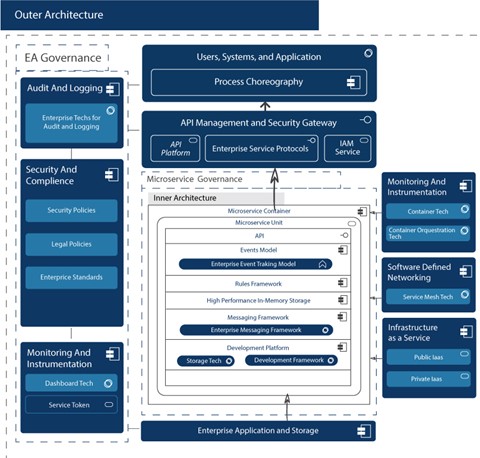 Outer Architecture
EA Governance
Audit And Logging
Enterprise Techs for
Audit and Logging
Security And
Complience
Security Policies
Legal Policies
Enterprice Standards
Monitoring And
Instrumentation
Dashboard Tech
Service Token
Users, Systems, and Application
Process Choreography
API Management and Security Gateway
API
Platform
Enterprise Service Protocols
IAM
Service
Microservice Governance
Inner Architecture
Microservice Container
Microservice Unit
API
Events Model
Enterprise Event Traking Model
Rules Framework
High Performance In-Memory Storage
Messaging Framework
Enterprise Messaging Framework
Development Platform
Storage Tech
Development Framework
Enterprise Application and Storage
Monitoring And
Instrumentation
Container Tech
Container Orquestration
Tech
Software Defined
Networking
Service Mesh Tech
Infrastructure
as a Service
Public Iaas
Private Iaas